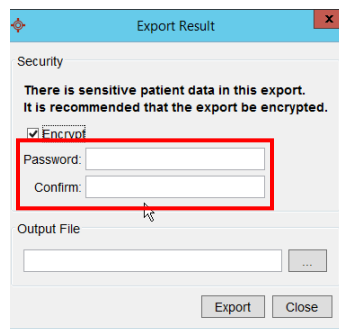 Export Result
x
Security
There is sensitive patient data in this export.
It is recommended that the export be encrypted.
Encrypt
Password:
Confirm:
Output File
...
Export Close